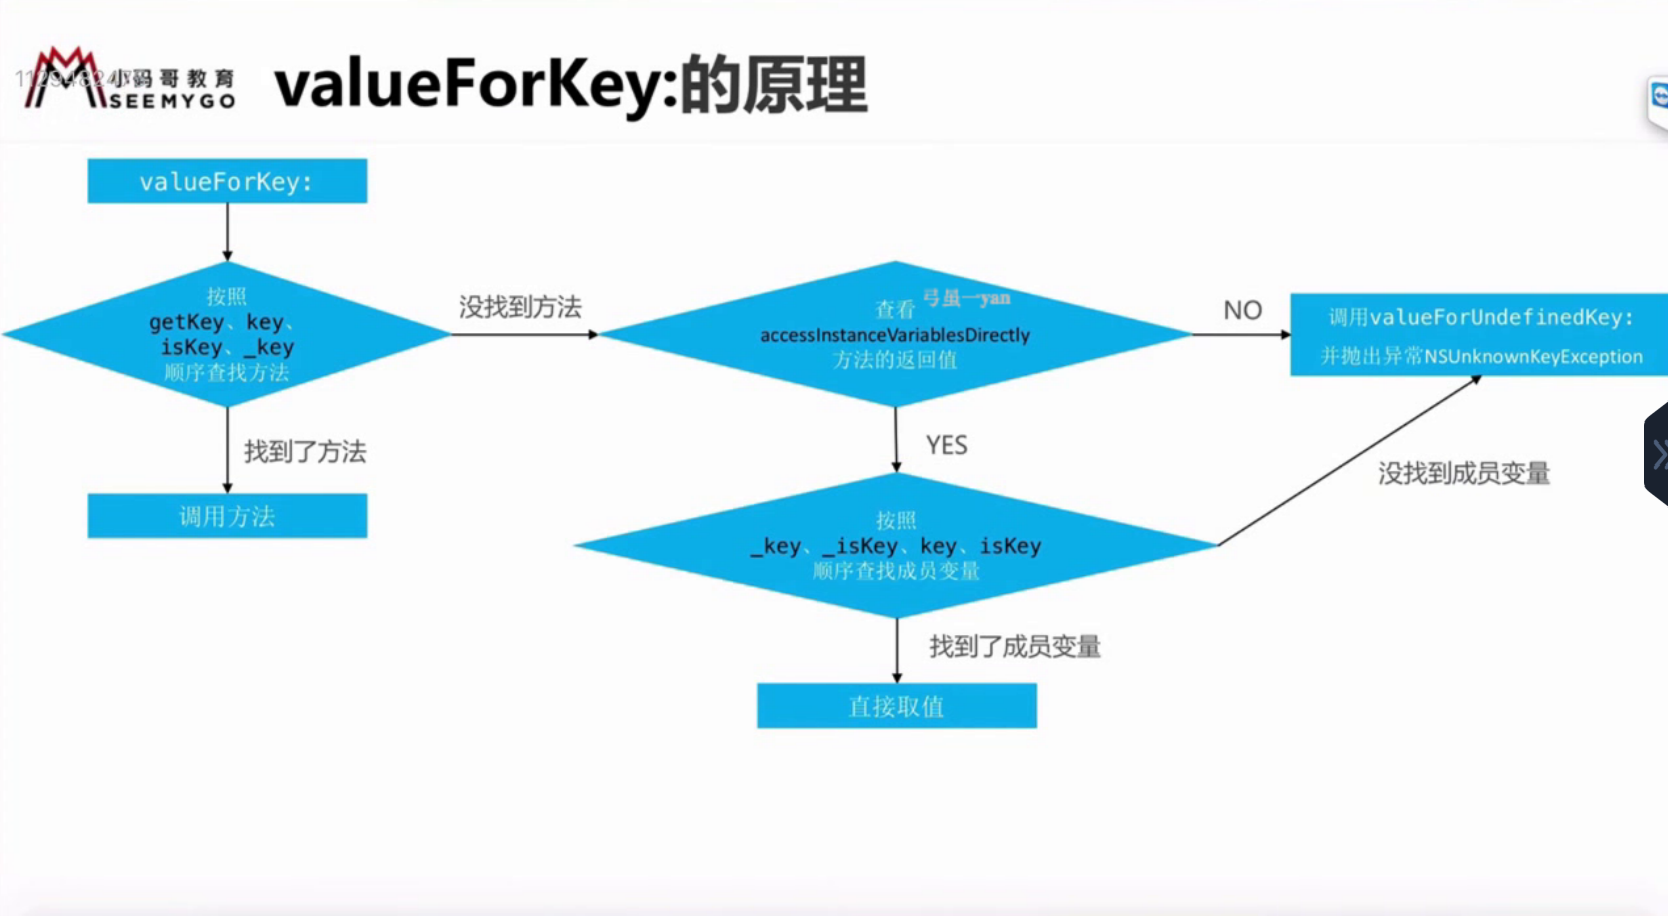 小码哥教育
SEEMYGO
valueForKey:的原理
valueForKey:
按照
getKey、key、
isKey、_key
顺序查找方法
没找到方法
找到了方法
调用方法
弓虽一yan
查看
accessInstanceVariablesDirectly
方法的返回值
NO
调用valueForUndefinedKey:
并抛出异常NSUnknownKeyException
YES
没找到成员变量
按照
_key、_isKey、key、isKey
顺序查找成员变量
找到了成员变量
直接取值